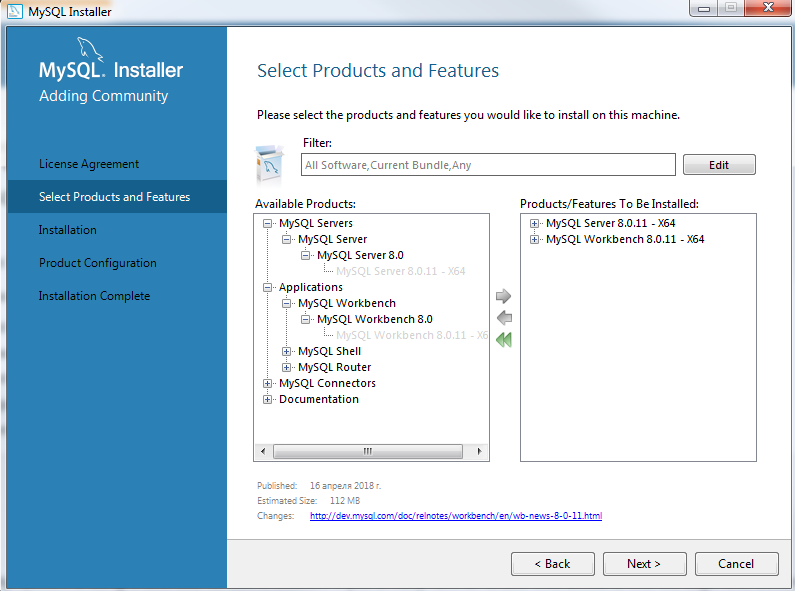 MySQL Installer
MySQL. Installer
Adding Community
License Agreement
Select Products and Features
Installation
Product Configuration
Installation Complete
Select Products and Features
Please select the products and features you would like to install on this machine.
Filter:
All Software,Current Bundle,Any
Edit
Available Products:
MySQL Servers
MySQL Server
MySQL Server 8.0
MySQL Server 8.0.11 - X64
Applications
MySQL Workbench
MySQL Workbench 8.0
MySQL Workbench 8.0.11 - X6
MySQL Shell
MySQL Router
MySQL Connectors
Documentation
Products/Features To Be Installed:
MySQL Server 8.0.11 - X64
MySQL Workbench 8.0.11 - X64
Published: 16 апреля 2018 г.
Estimated Size: 112 MB
Changes: http://dev.mysql.com/doc/relnotes/workbench/en/wb-news-8-0-11.html
< Back
Next >
Cancel